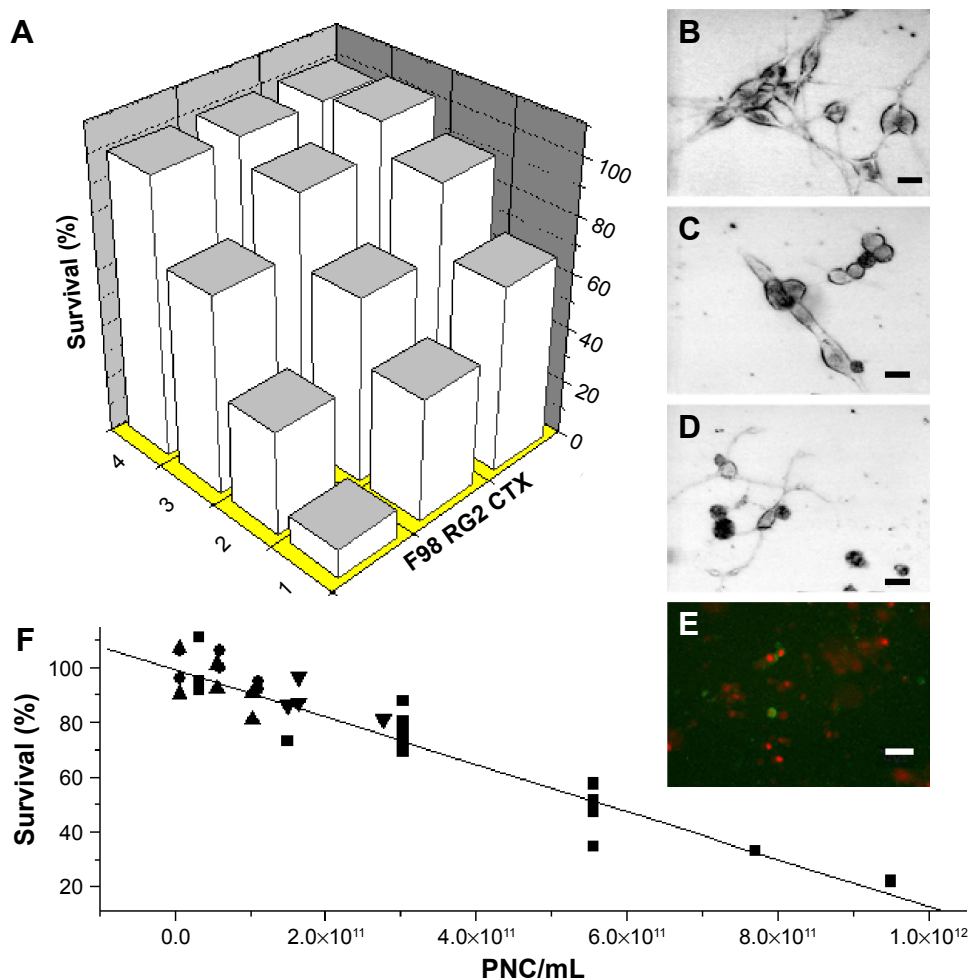 A
Survival (%)
100
80
60
40
20
0
4
3
2
1
F98 RG2 CTX
B
C
D
E
F
Survival (%)
100
80
60
40
20
0.0
2.0×10¹¹
4.0×10¹¹
6.0×10¹¹
8.0×10¹¹
1.0×10¹²
PNC/mL